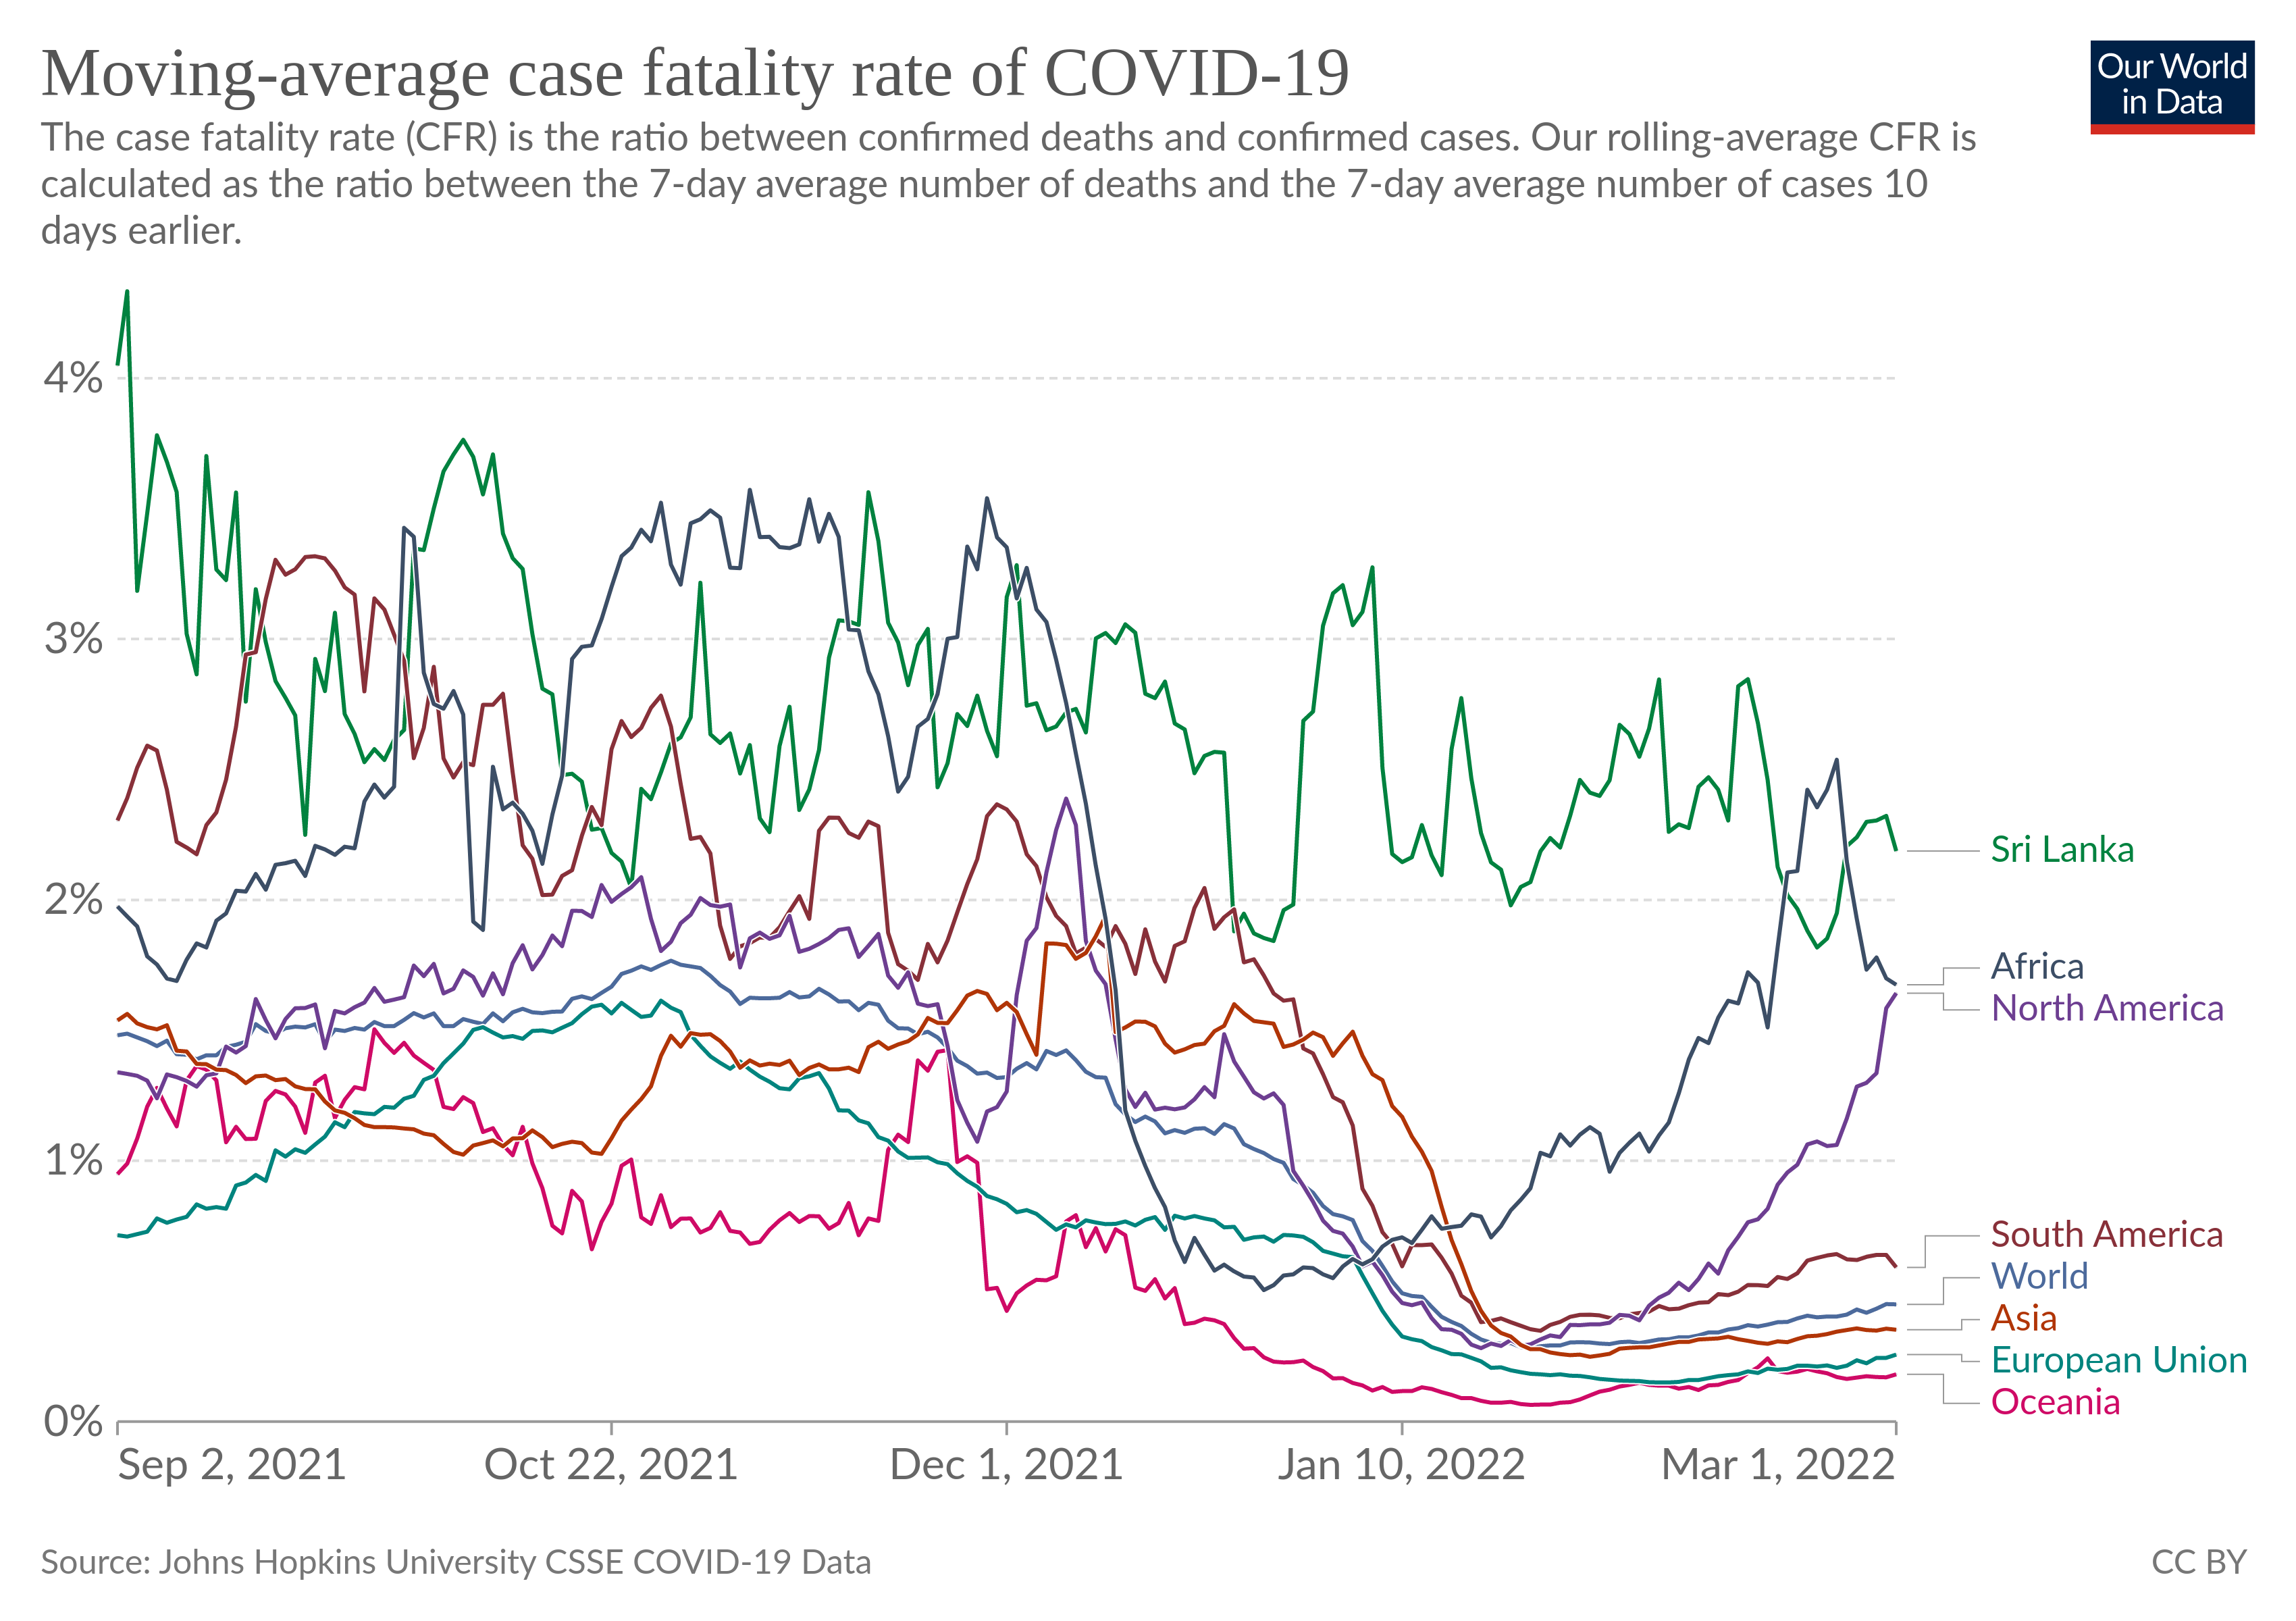 Moving-average case fatality rate of COVID-19
Our World
in Data
The case fatality rate (CFR) is the ratio between confirmed deaths and confirmed cases. Our rolling-average CFR is
calculated as the ratio between the 7-day average number of deaths and the 7-day average number of cases 10
days earlier.
4%
3%
2%
1%
0%
Sri Lanka
Africa
North America
South America
World
Asia
European Union
Oceania
Sep 2, 2021
Oct 22, 2021
Dec 1, 2021
Jan 10, 2022
Mar 1, 2022
Source: Johns Hopkins University CSSE COVID-19 Data
CC BY